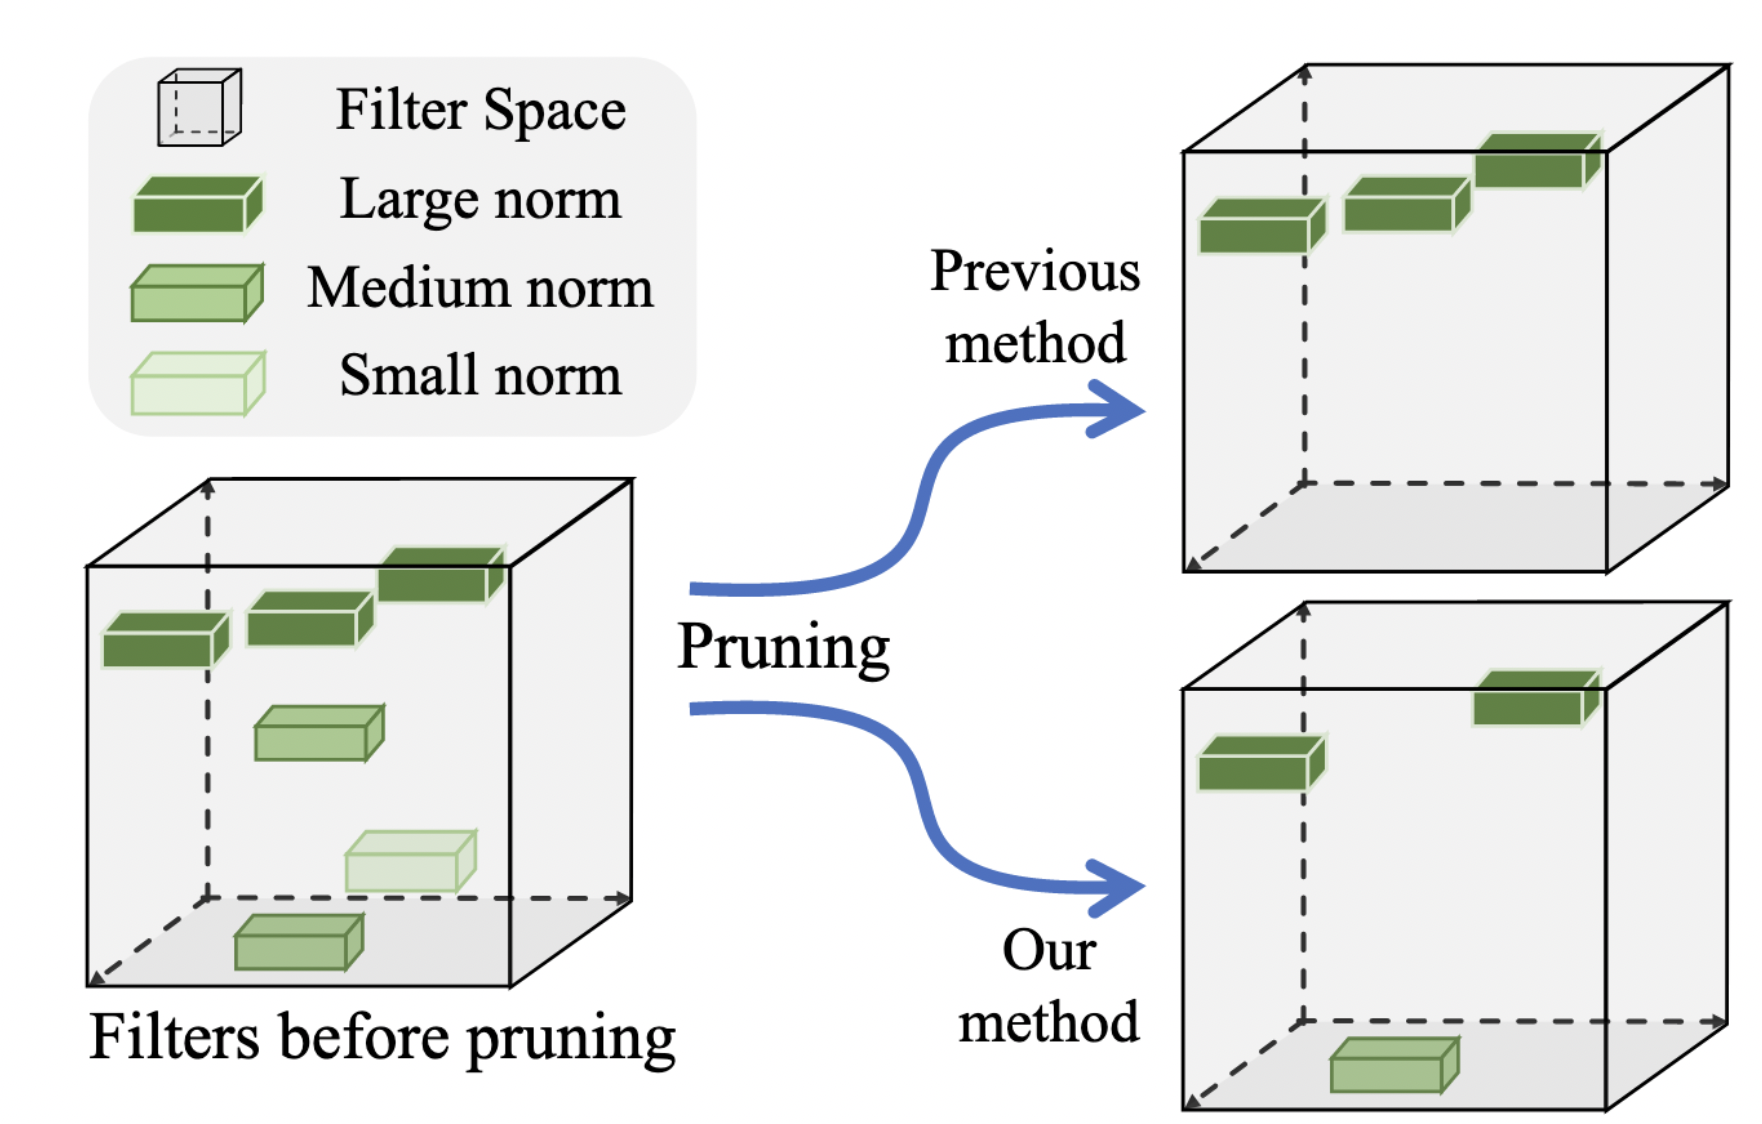 Filter Space
Large norm
Medium norm
Small norm
Previous
method
Pruning
Our
method
Filters before pruning